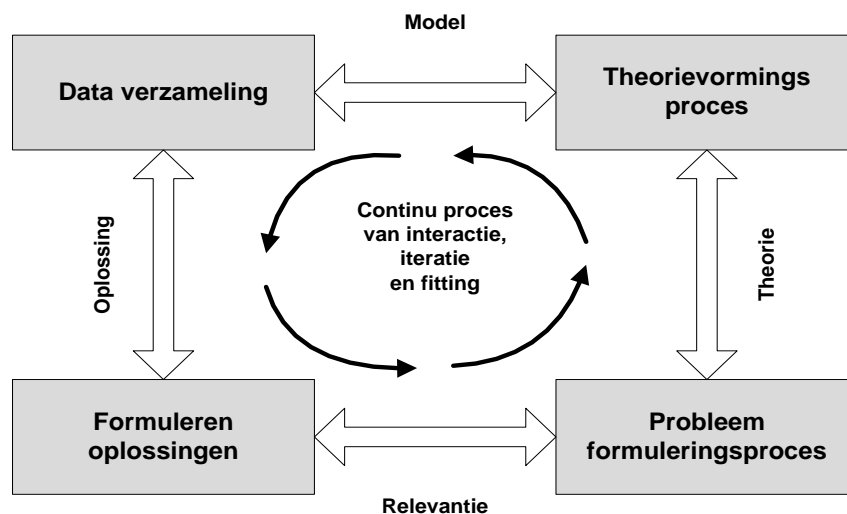 Model
Data verzameling
Theorievormings
proces
Continu proces
van interactie,
iteratie
en fitting
Oplossing
Theorie
Formuleren
oplossingen
Probleem
formuleringsproces
Relevantie